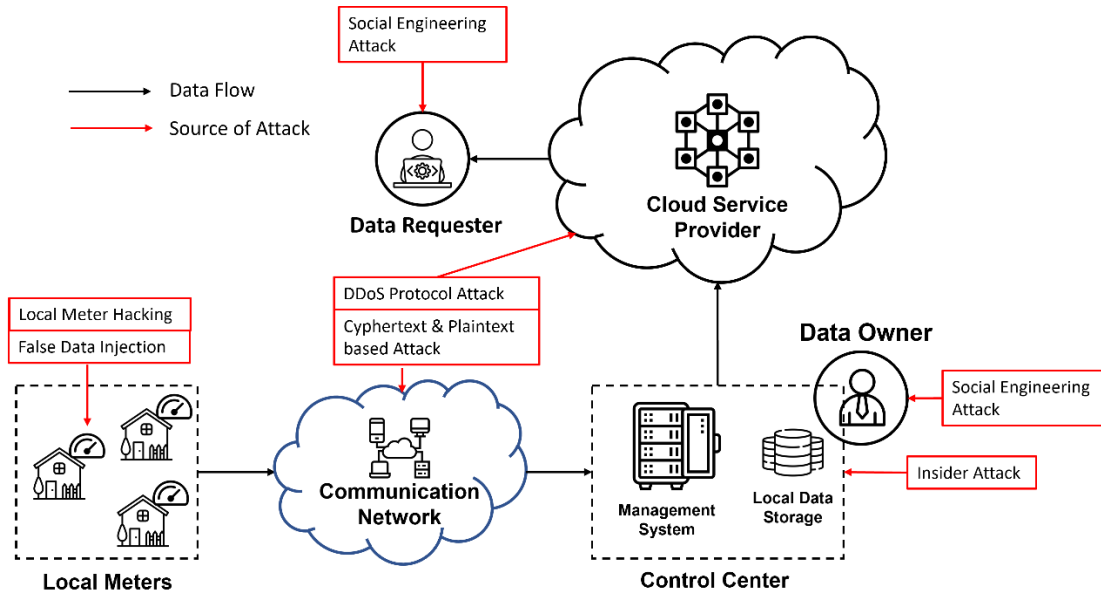 Social Engineering
Attack
Data Flow
Source of Attack
Data Requester
Cloud Service
Provider
DDoS Protocol Attack
Cyphertext & Plaintext
based Attack
Local Meter Hacking
False Data Injection
Data Owner
Social Engineering
Attack
Insider Attack
Communication
Network
Management
System
Local Data
Storage
Local Meters
Control Center